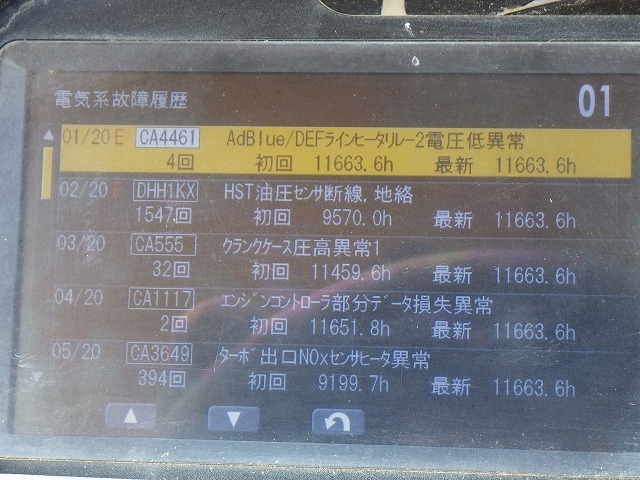 電気系故障履歴 01
01/20 E CA4461 AdBlue/DEFラインヒータリレー2電圧低異常
4回 初回 11663.6h 最新 11663.6h
02/20 E DHH1KX HST油圧センサ断線,地絡
1547回 初回 9570.0h 最新 11663.6h
03/20 CA555 クランクケース圧高異常1
32回 初回 11459.6h 最新 11663.6h
04/20 CA1117 エンジンコントローラ部分データ損失異常
2回 初回 11651.8h 最新 11663.6h
05/20 CA3649 ターボ出口NOxセンサヒータ異常
394回 初回 9199.7h 最新 11663.6h